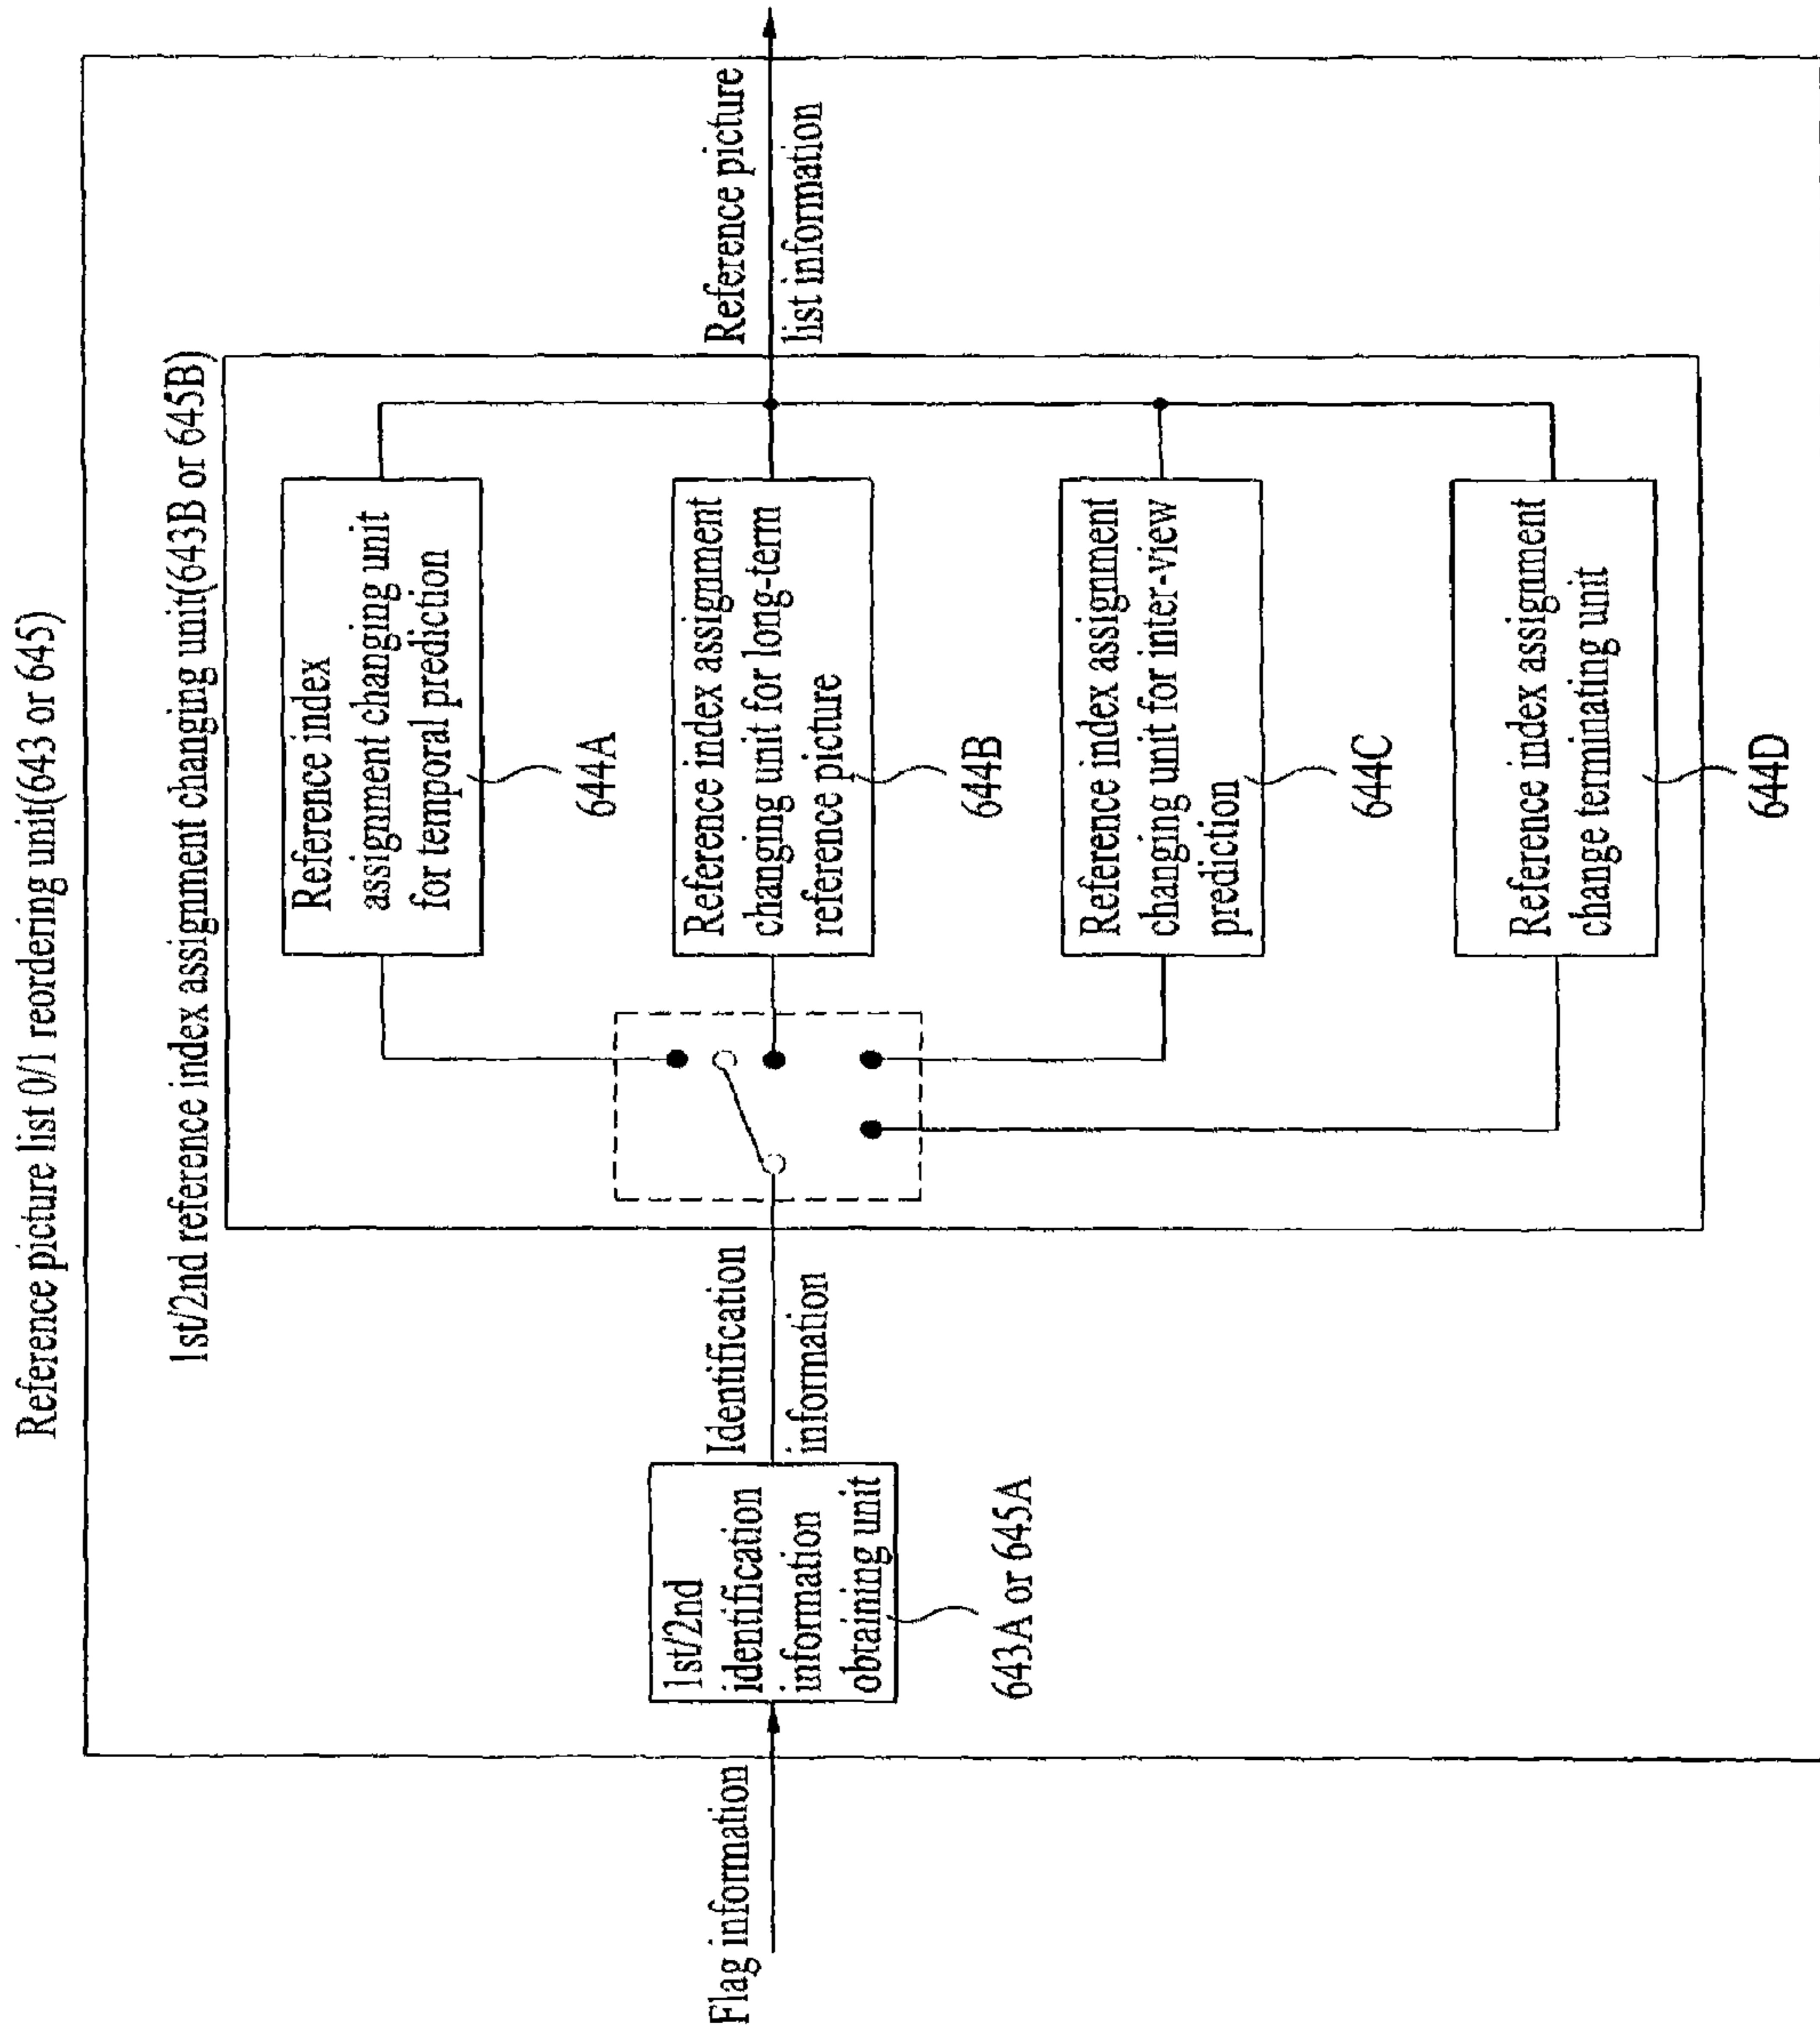 Reference picture list 0/1 reordering unit(643 or 645)
1st/2nd reference index assignment changing unit(643B or 645B)
Flag information
1st/2nd
identification
information
obtaining unit
643A or 645A
Identification
information
Reference index
assignment changing unit
for temporal prediction
644A
Reference index assignment
changing unit for long-term
reference picture
644B
Reference index assignment
changing unit for inter-view
prediction
644C
Reference index assignment
change terminating unit
644D
Reference picture
list information